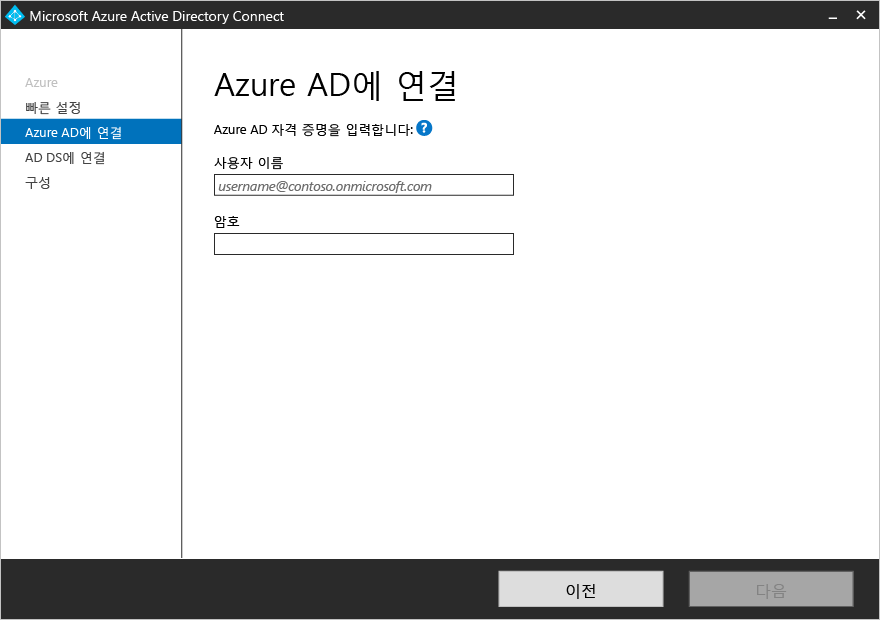 Microsoft Azure Active Directory Connect
Azure
빠른 설정
Azure AD에 연결
AD DS에 연결
구성
Azure AD에 연결
Azure AD 자격 증명을 입력합니다: ?
사용자 이름
username@contoso.onmicrosoft.com
암호
이전
다음